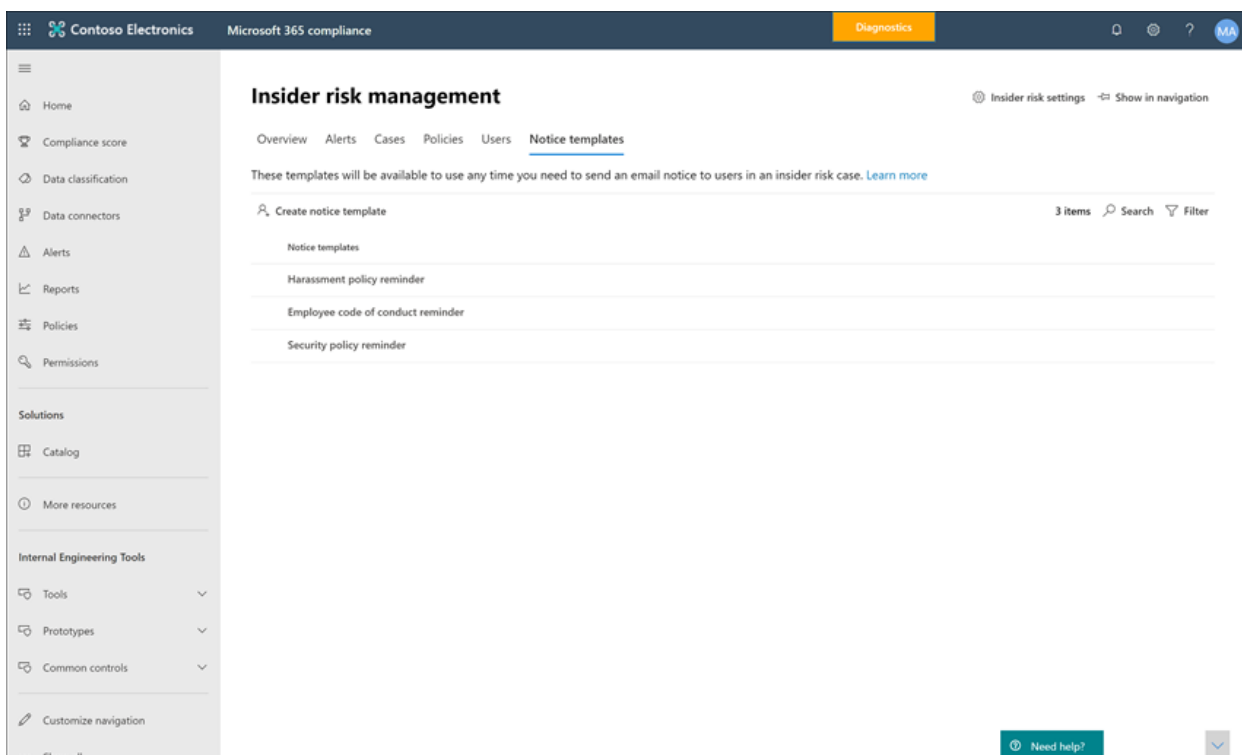 Contoso Electronics
Microsoft 365 compliance
Diagnostics
?
MA
Insider risk management
Insider risk settings
Show in navigation
Home
Compliance score
Data classification
Data connectors
Alerts
Reports
Policies
Permissions
Solutions
Catalog
More resources
Internal Engineering Tools
Tools
Prototypes
Common controls
Customize navigation
Overview Alerts Cases Policies Users Notice templates
These templates will be available to use any time you need to send an email notice to users in an insider risk case. Learn more
Create notice template
3 items Search Filter
Notice templates
Harassment policy reminder
Employee code of conduct reminder
Security policy reminder
Need help?